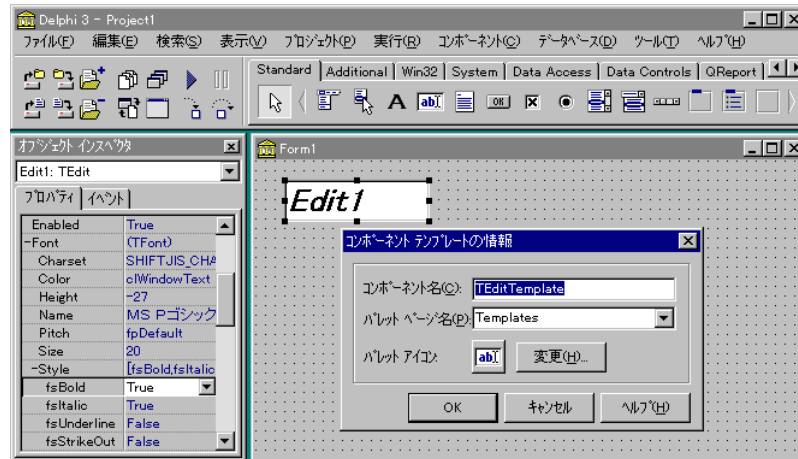 Delphi 3 - Project1
ﾌｧｲﾙ(F) 編集(E) 検索(S) 表示(V) ﾌﾟﾛｼﾞｪｸﾄ(P) 実行(R) ｺﾝﾎﾟｰﾈﾝﾄ(C) ﾃﾞｰﾀﾍﾞｰｽ(D) ﾂｰﾙ(T) ﾍﾙﾌﾟ(H)
Standard Additional Win32 System Data Access Data Controls QReport
A ab OK
ｵﾌﾞｼﾞｪｸﾄ ｲﾝｽﾍﾟｸﾀ
Edit1: TEdit
ﾌﾟﾛﾊﾟﾃｨ ｲﾍﾞﾝﾄ
Enabled True
-Font (TFont)
Charset SHIFTJIS_CHA
Color clWindowText
Height -27
Name MS Pゴシック
Pitch fpDefault
Size 20
-Style [fsBold,fsItalic
fsBold True
fsItalic True
fsUnderline False
fsStrikeOut False
Form1
Edit1
ｺﾝﾎﾟｰﾈﾝﾄ ﾃﾝﾌﾟﾚｰﾄの情報
ｺﾝﾎﾟｰﾈﾝﾄ名(C): TEditTemplate
ﾊﾟﾚｯﾄ ﾍﾟｰｼﾞ名(P): Templates
ﾊﾟﾚｯﾄ ｱｲｺﾝ: ab 変更(H)...
OK ｷｬﾝｾﾙ ﾍﾙﾌﾟ(H)